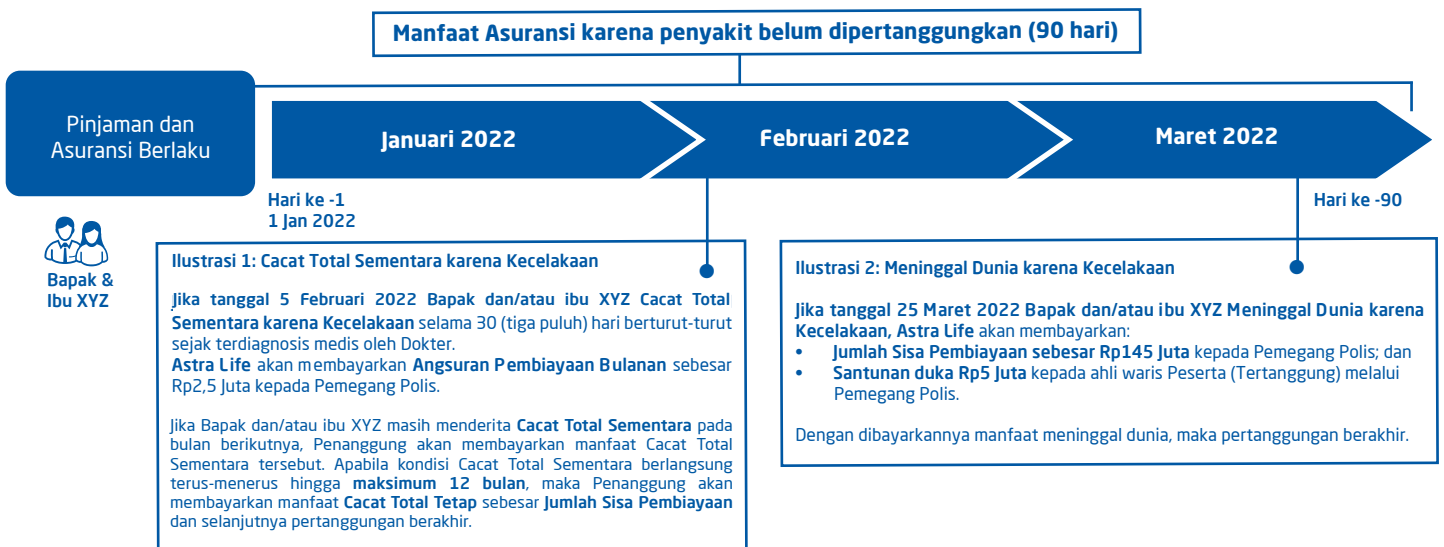 Manfaat Asuransi karena penyakit belum dipertanggungkan (90 hari)
Pinjaman dan
Asuransi Berlaku
Januari 2022
Februari 2022
Maret 2022
Hari ke -1
1 Jan 2022
Hari ke -90
Bapak &
Ibu XYZ
Ilustrasi 1: Cacat Total Sementara karena Kecelakaan
Jika tanggal 5 Februari 2022 Bapak dan/atau ibu XYZ Cacat Total
Sementara karena Kecelakaan selama 30 (tiga puluh) hari berturut-turut
sejak terdiagnosis medis oleh Dokter.
Astra Life akan membayarkan Angsuran Pembiayaan Bulanan sebesar
Rp2,5 Juta kepada Pemegang Polis.
Jika Bapak dan/atau ibu XYZ masih menderita Cacat Total Sementara pada
bulan berikutnya, Penanggung akan membayarkan manfaat Cacat Total
Sementara tersebut. Apabila kondisi Cacat Total Sementara berlangsung
terus-menerus hingga maksimum 12 bulan, maka Penanggung akan
membayarkan manfaat Cacat Total Tetap sebesar Jumlah Sisa Pembiayaan
dan selanjutnya pertanggungan berakhir.
Ilustrasi 2: Meninggal Dunia karena Kecelakaan
Jika tanggal 25 Maret 2022 Bapak dan/atau ibu XYZ Meninggal Dunia karena
Kecelakaan, Astra Life akan membayarkan:
• Jumlah Sisa Pembiayaan sebesar Rp145 Juta kepada Pemegang Polis; dan
• Santunan duka Rp5 Juta kepada ahli waris Peserta (Tertanggung) melalui
Pemegang Polis.
Dengan dibayarkannya manfaat meninggal dunia, maka pertanggungan berakhir.